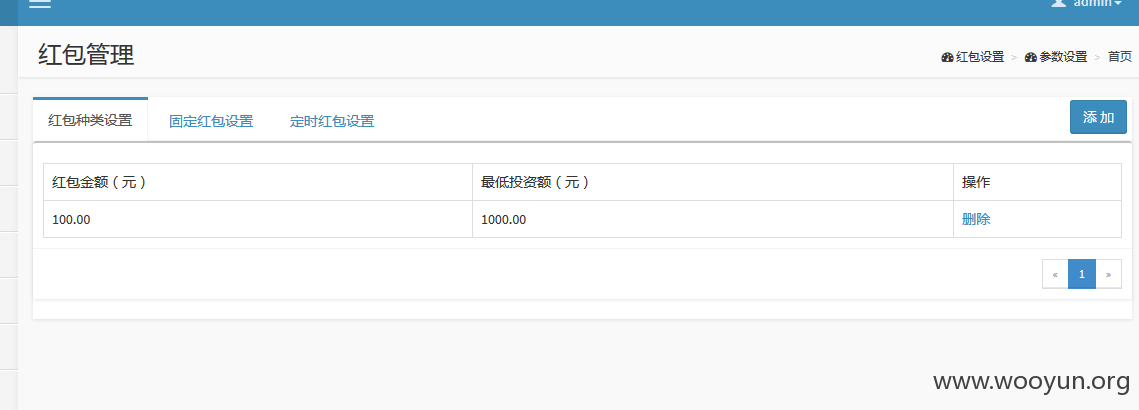 admin
红包管理
红包设置 > 参数设置 > 首页
红包种类设置 固定红包设置 定时红包设置 添加
红包金额（元） 最低投资额（元） 操作
100.00 1000.00 删除
« 1 »
www.wooyun.org